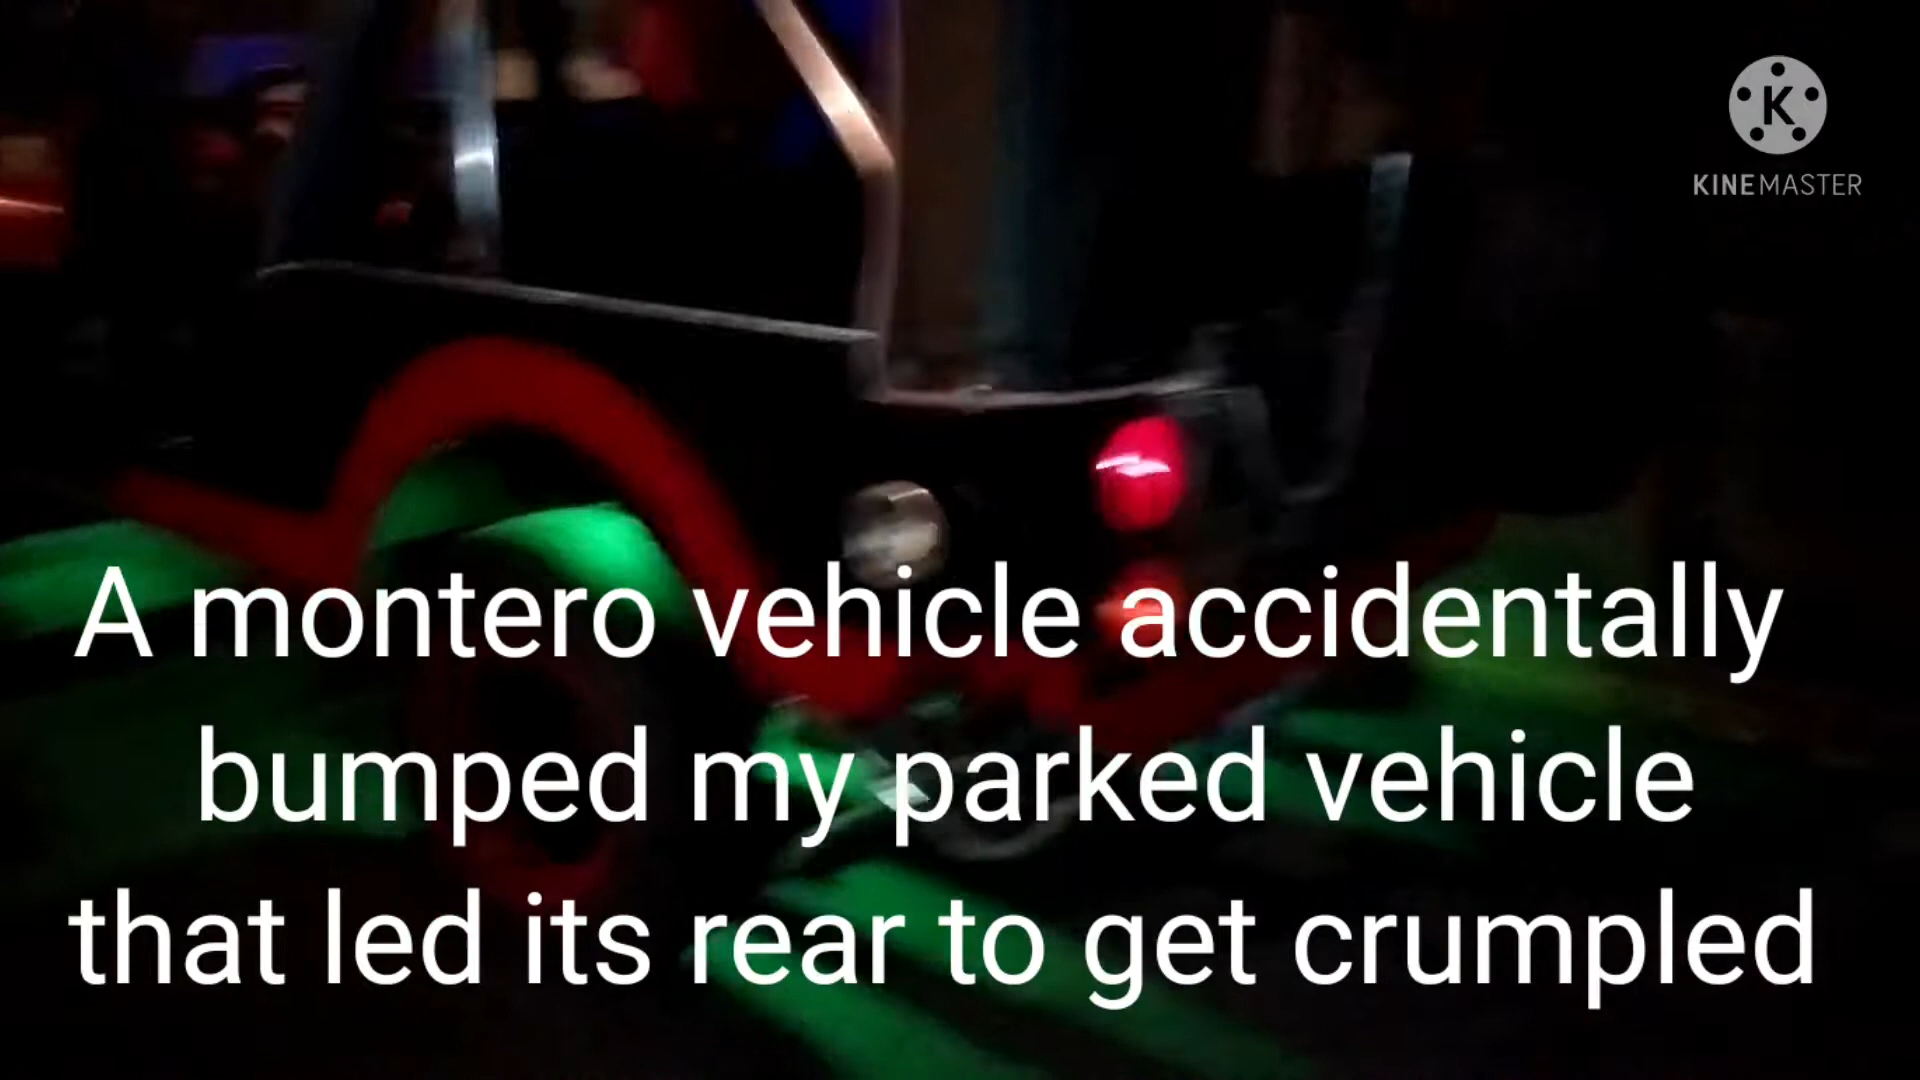 K
KINEMASTER
A montero vehicle accidentally
bumped my parked vehicle
that led its rear to get crumpled